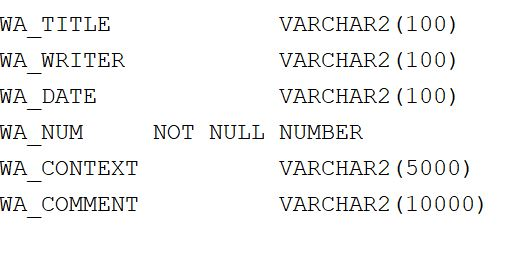 WA_TITLE VARCHAR2(100)
WA_WRITER VARCHAR2(100)
WA_DATE VARCHAR2(100)
WA_NUM NOT NULL NUMBER
WA_CONTEXT VARCHAR2(5000)
WA_COMMENT VARCHAR2(10000)